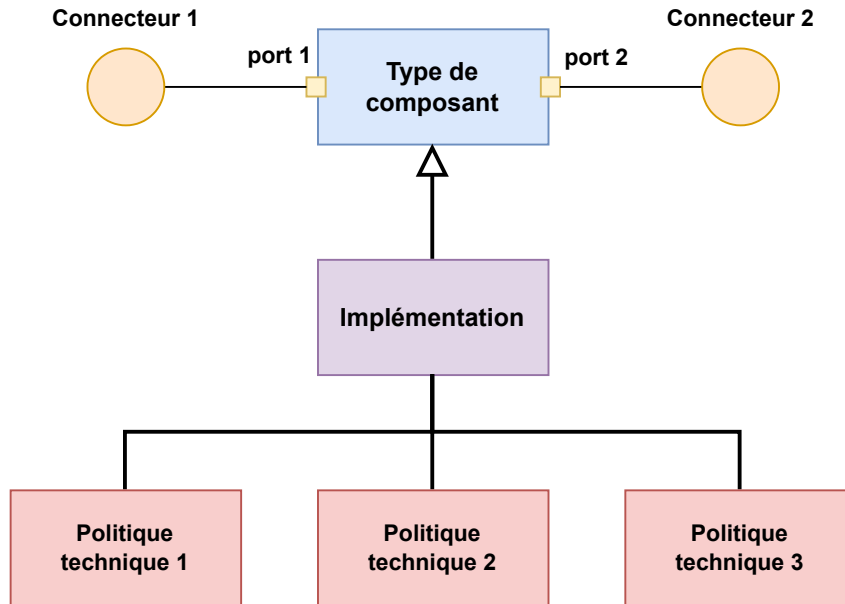 Connecteur 1
Connecteur 2
port 1
port 2
Type de
composant
Implémentation
Politique
technique 1
Politique
technique 2
Politique
technique 3